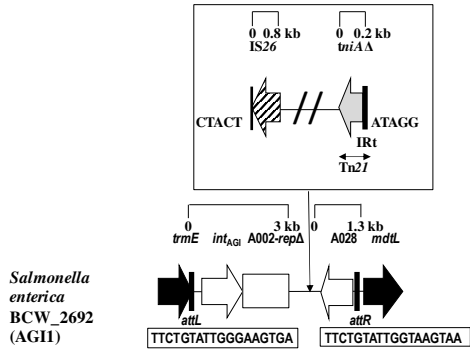 0 0.8 kb 0 0.2 kb
IS26 tniAΔ
CTACT ATAGG
IRt
Tn21
0 3 kb 0 1.3 kb
trmE intAGI A002-repΔ A028 mdtL
Salmonella
enterica
BCW_2692
(AGI1)
attL attR
TTCTGTATTGGGAAGTGA TTCTGTATTGGTAAGTAA